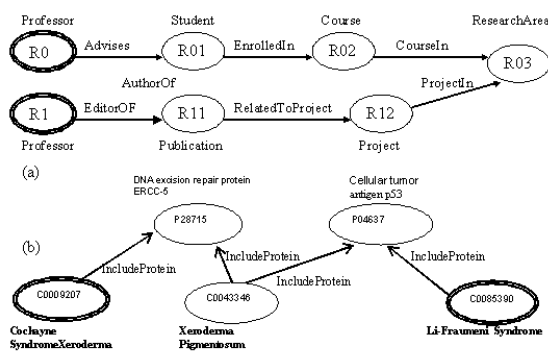 Professor Student Course ResearchArea
R0 Advises R01 EnrolledIn R02 CourseIn R03
AuthorOf ProjectIn
R1 EditorOF R11 RelatedToProject R12
Professor Publication Project
(a)
DNA excision repair protein
ERCC-5
Cellular tumor
antigen p53
P28715 P04637
(b)
IncludeProtein IncludeProtein IncludeProtein IncludeProtein
C0009207 C0043346 C0085390
Cockayne
SyndromeXeroderma
Xeroderma
Pigmentosum
Li-Fraumeni Syndrome